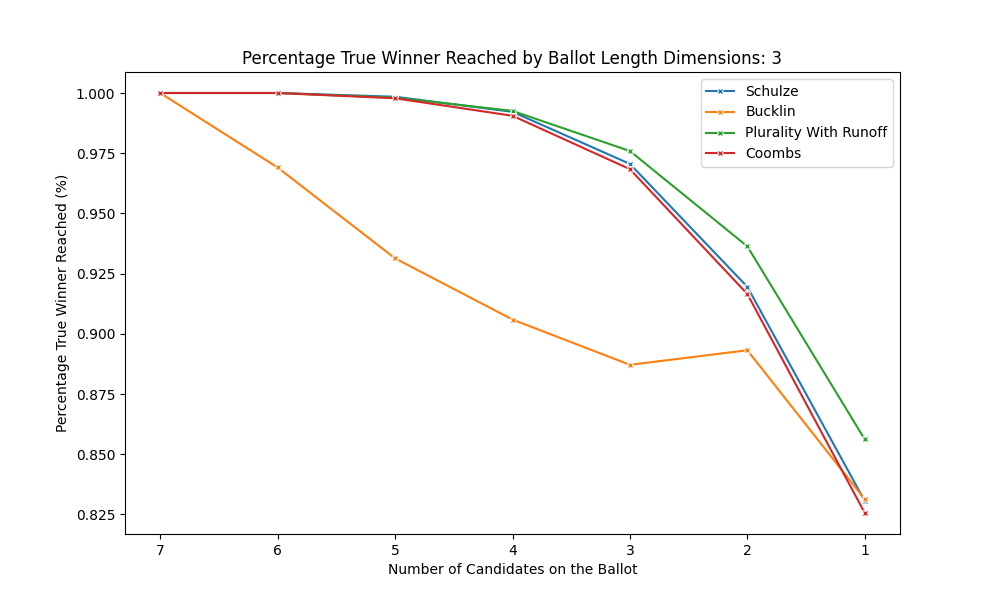 Percentage True Winner Reached by Ballot Length Dimensions: 3
Schulze
Bucklin
Plurality With Runoff
Coombs
Percentage True Winner Reached (%)
1.000
0.975
0.950
0.925
0.900
0.875
0.850
0.825
7 6 5 4 3 2 1
Number of Candidates on the Ballot